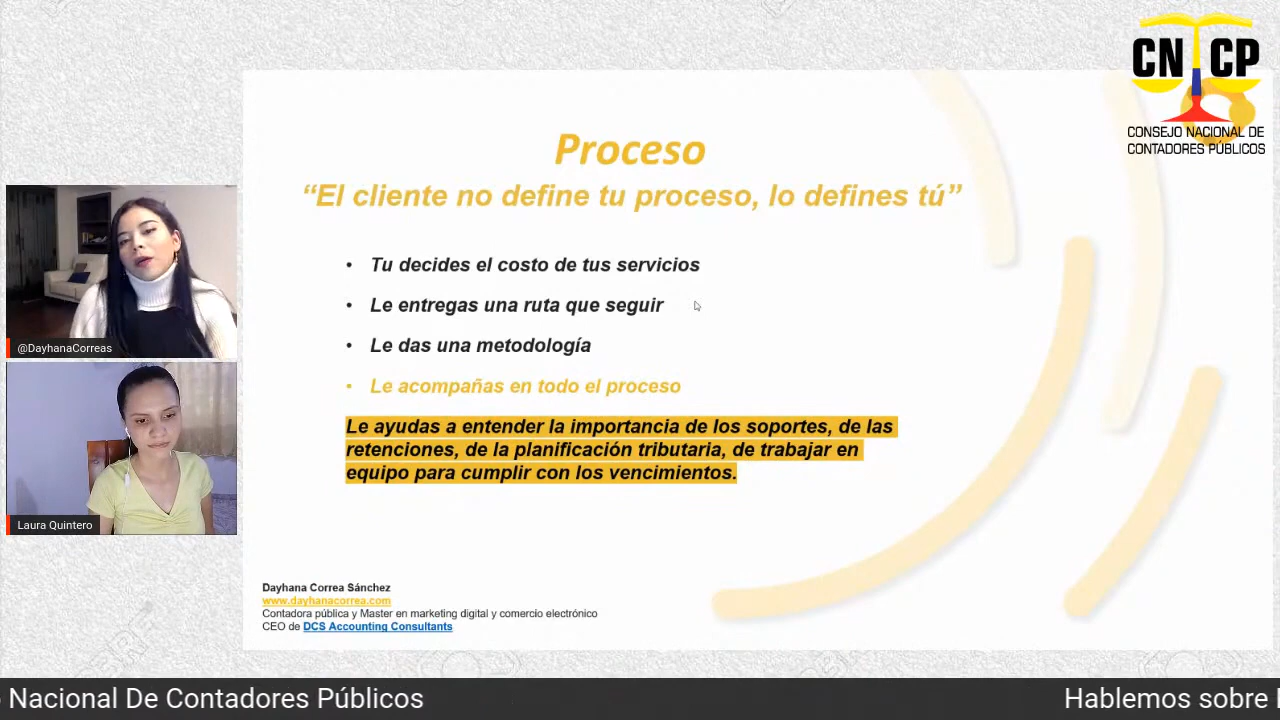 CNCP
CONSEJO NACIONAL DE
CONTADORES PÚBLICOS
Proceso
“El cliente no define tu proceso, lo defines tú”
• Tu decides el costo de tus servicios
• Le entregas una ruta que seguir
• Le das una metodología
• Le acompañas en todo el proceso
Le ayudas a entender la importancia de los soportes, de las
retenciones, de la planificación tributaria, de trabajar en
equipo para cumplir con los vencimientos.
@DayhanaCorreas
Laura Quintero
Dayhana Correa Sánchez
www.dayhanacorrea.com
Contadora pública y Master en marketing digital y comercio electrónico
CEO de DCS Accounting Consultants
Nacional De Contadores Públicos
Hablemos sobre